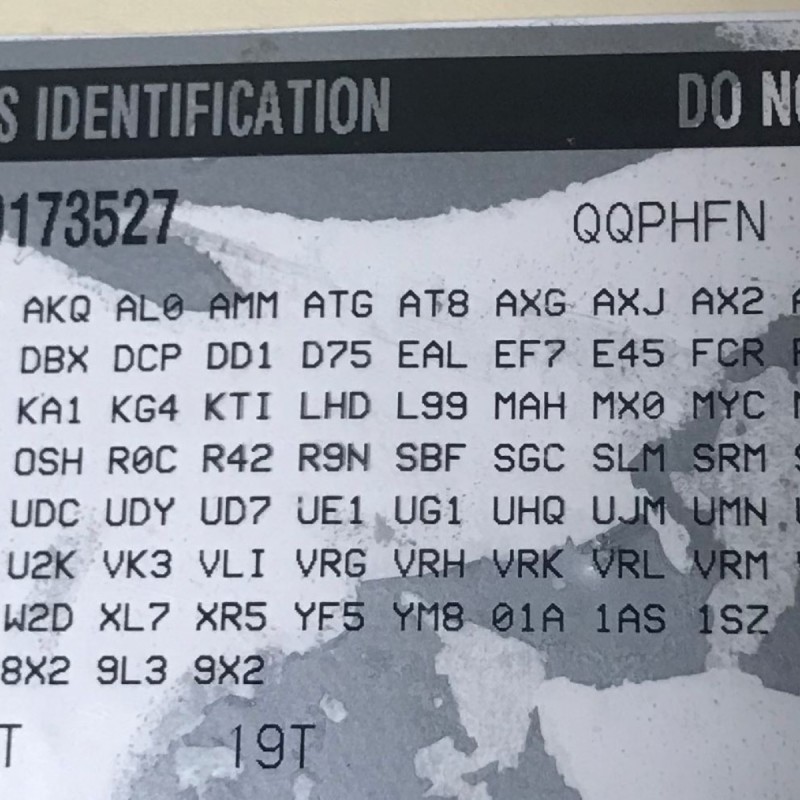 S IDENTIFICATION DO NO
173527 QQPHFN
AKQ AL0 AMM ATG AT8 AXG AXJ AX2
DBX DCP DD1 D75 EAL EF7 E45 FCR
KA1 KG4 KTI LHD L99 MAH MX0 MYC
OSH R0C R42 R9N SBF SGC SLM SRM
UDC UDY UD7 UE1 UG1 UHQ UJM UMN
U2K VK3 VLI VRG VRH VRK VRL VRM
W2D XL7 XR5 YF5 YM8 01A 1AS 1SZ
8X2 9L3 9X2
T 19T